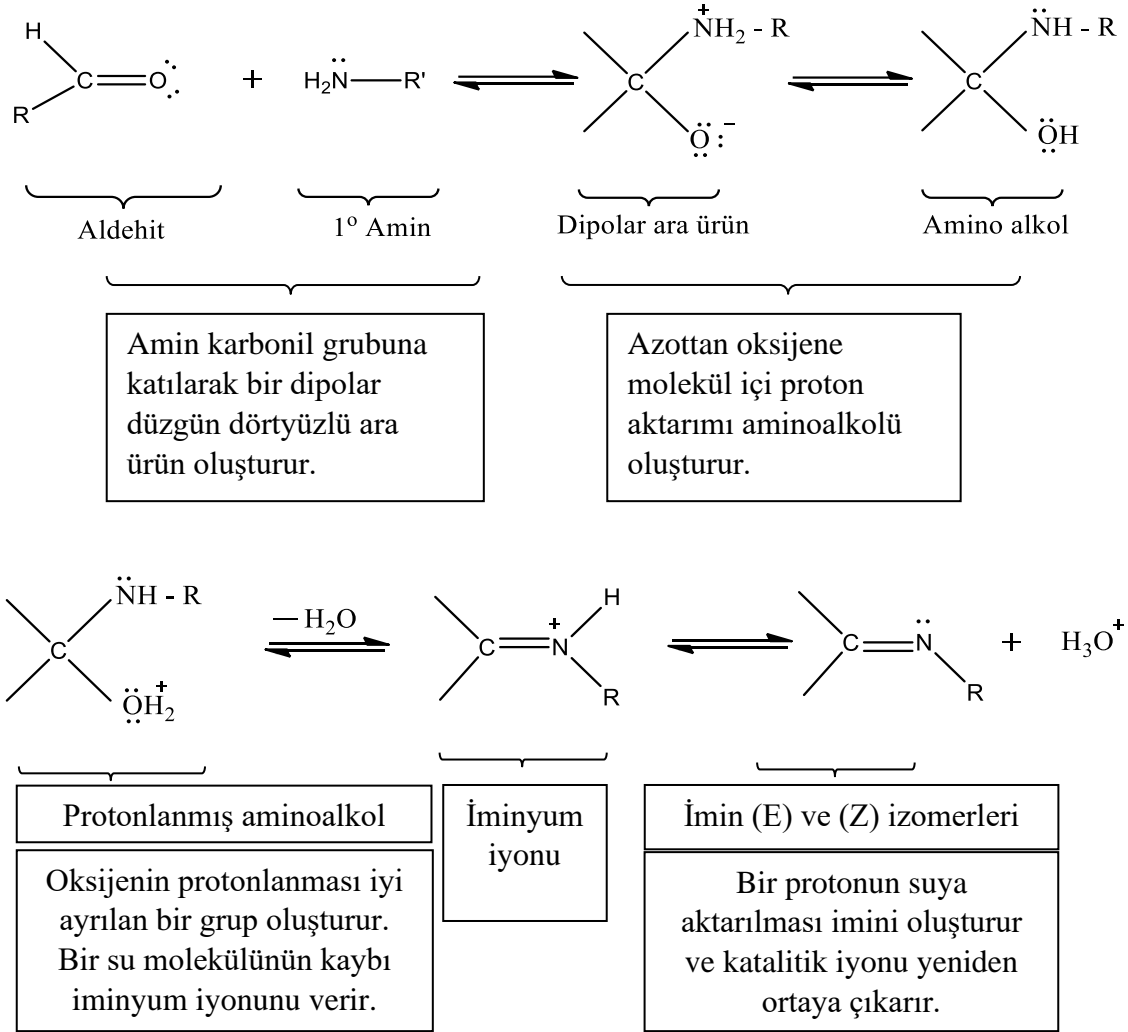 H
R
C
O
+
H₂N
R'
+
NH₂ - R
C
O
−
NH - R
C
OH
Aldehit
1º Amin
Dipolar ara ürün
Amino alkol
Amin karbonil grubuna
katılarak bir dipolar
düzgün dörtyüzlü ara
ürün oluşturur.
Azottan oksijene
molekül içi proton
aktarımı aminoalkolü
oluşturur.
NH - R
C
OH₂
+
—H₂O
H
C
+
N
R
C
N
R
+
H₃O⁺
Protonlanmış aminoalkol
Oksijenin protonlanması iyi
ayrılan bir grup oluşturur.
Bir su molekülünün kaybı
iminyum iyonunu verir.
İminyum
iyonu
İmin (E) ve (Z) izomerleri
Bir protonun suya
aktarılması imini oluşturur
ve katalitik iyonu yeniden
ortaya çıkarır.